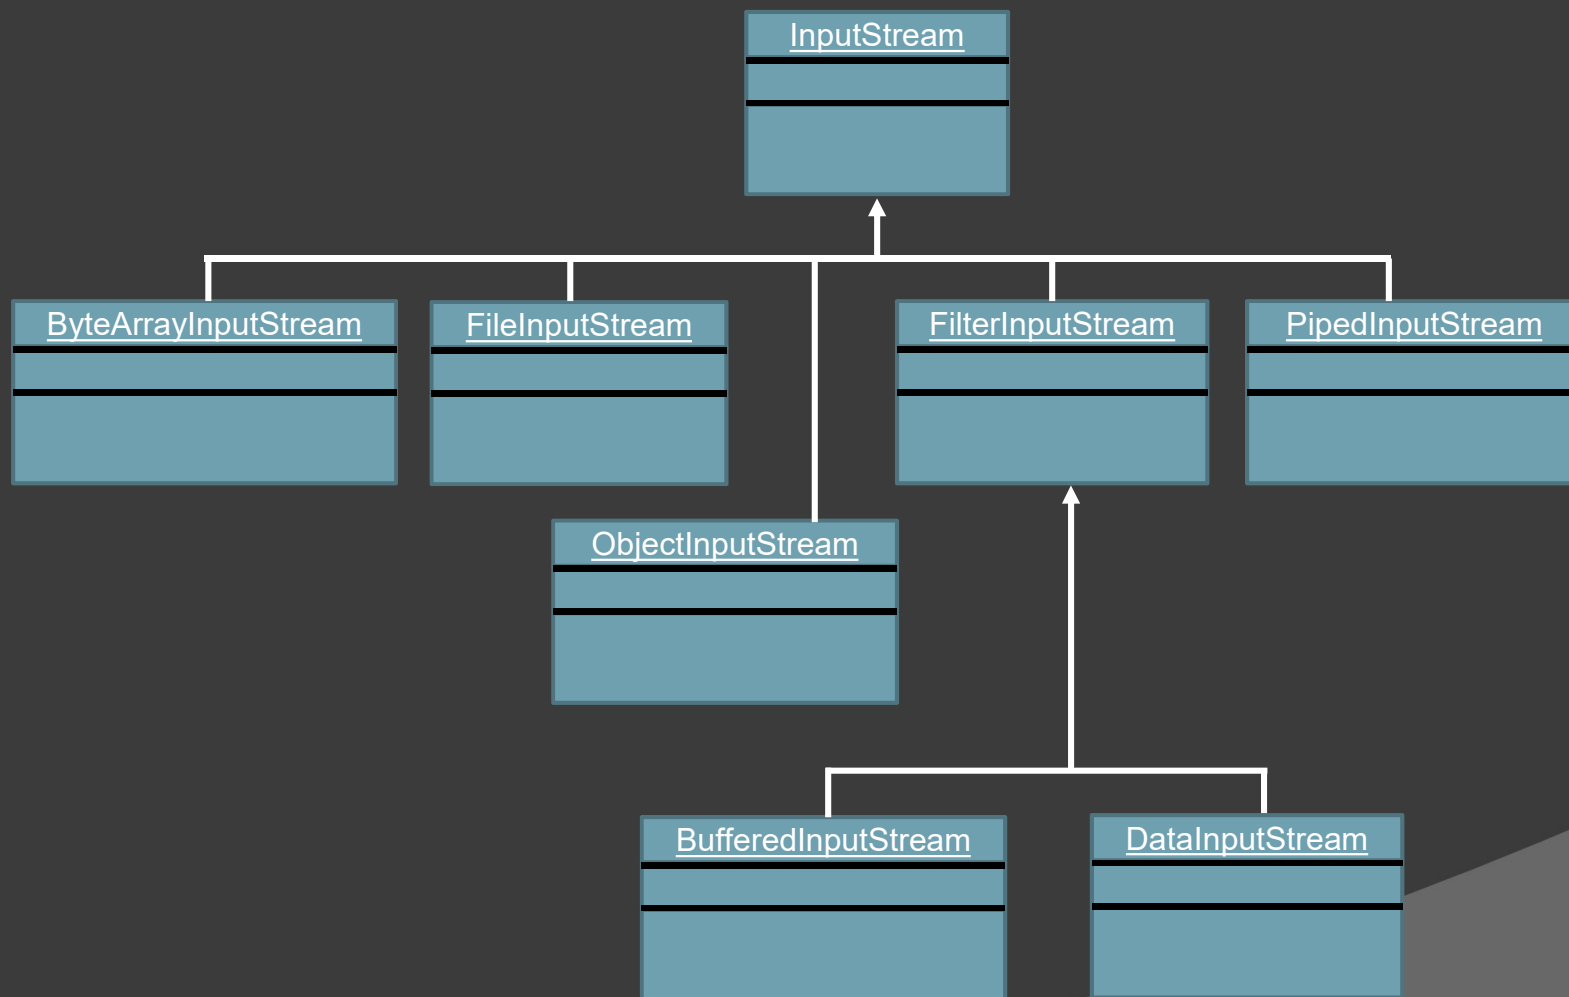 InputStream
ByteArrayInputStream
FileInputStream
FilterInputStream
PipedInputStream
ObjectInputStream
BufferedInputStream
DataInputStream